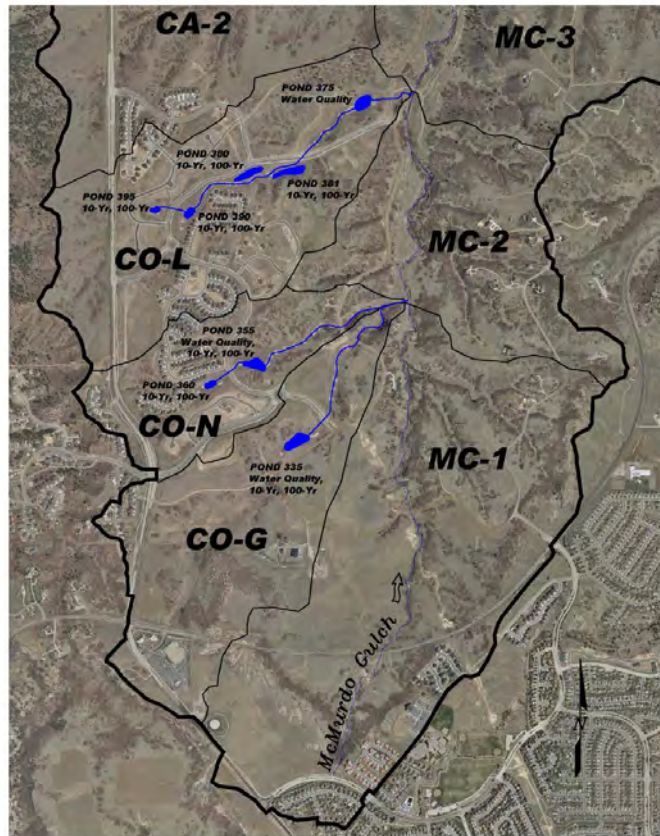 CA-2
MC-3
POND 375
Water Quality
POND 380
10-Yr, 100-Yr
POND 381
10-Yr, 100-Yr
POND 395
10-Yr, 100-Yr
POND 390
10-Yr, 100-Yr
CO-L
MC-2
POND 355
Water Quality,
10-Yr, 100-Yr
POND 360
10-Yr, 100-Yr
CO-N
MC-1
POND 335
Water Quality,
10-Yr, 100-Yr
CO-G
McMurdo Gulch
N